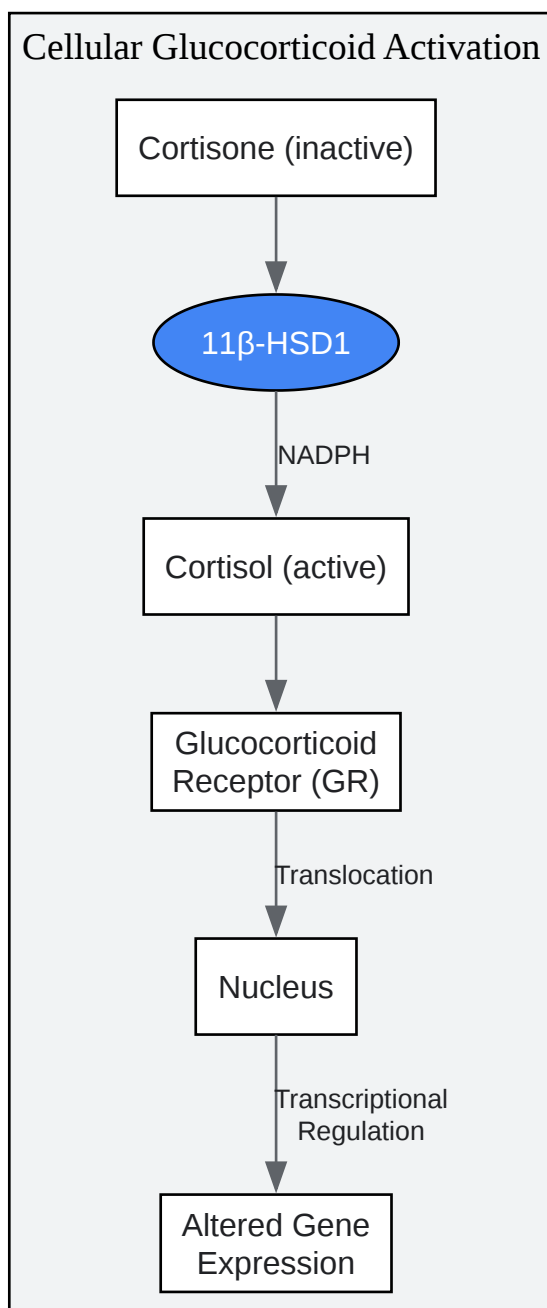 Cellular Glucocorticoid Activation
Cortisone (inactive)
11β-HSD1
NADPH
Cortisol (active)
Glucocorticoid
Receptor (GR)
Translocation
Nucleus
Transcriptional
Regulation
Altered Gene
Expression